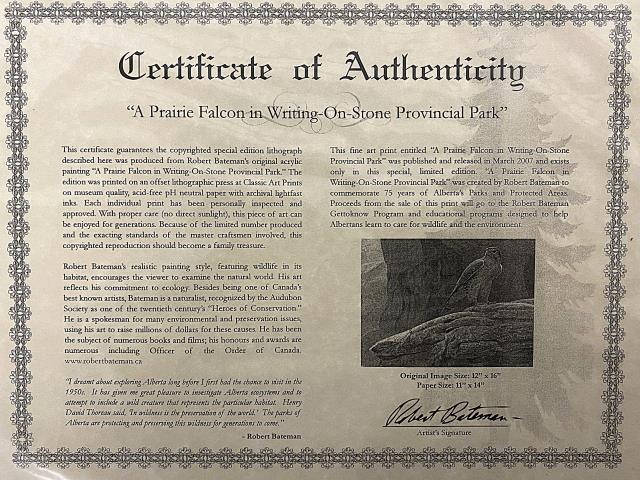 Certificate of Authenticity
“A Prairie Falcon in Writing-On-Stone Provincial Park”
This certificate guarantees the copyrighted special edition lithograph
described here was produced from Robert Bateman's original acrylic
painting “A Prairie Falcon in Writing-On-Stone Provincial Park.” The
edition was printed on an offset lithographic press at Classic Art Prints
on museum quality, acid-free pH neutral paper with archival lightfast
inks. Each individual print has been personally inspected and
approved. With proper care (no direct sunlight), this piece of art can
be enjoyed for generations. Because of the limited number produced
and the exacting standards of the master craftsmen involved, this
copyrighted reproduction should become a family treasure.
Robert Bateman's realistic painting style, featuring wildlife in its
habitat, encourages the viewer to examine the natural world. His art
reflects his commitment to ecology. Besides being one of Canada's
best known artists, Bateman is a naturalist, recognized by the Audubon
Society as one of the twentieth century's “Heroes of Conservation.”
He is a spokesman for many environmental and preservation issues,
using his art to raise millions of dollars for these causes. He has been
the subject of numerous books and films; his honours and awards are
numerous including Officer of the Order of Canada.
www.robertbateman.ca
“I dreamt about exploring Alberta long before I first had the chance to visit in the
1950s. It has given me great pleasure to investigate Alberta ecosystems and to
attempt to include a wild creature that represents the particular habitat. Henry
David Thoreau said, 'In wildness is the preservation of the world.' The parks of
Alberta are protecting and preserving this wildness for generations to come.”
- Robert Bateman
This fine art print entitled “A Prairie Falcon in Writing-On-Stone
Provincial Park” was published and released in March 2007 and exists
only in this special, limited edition. “A Prairie Falcon in
Writing-On-Stone Provincial Park” was created by Robert Bateman to
commemorate 75 years of Alberta's Parks and Protected Areas.
Proceeds from the sale of this print will go to the Robert Bateman
Gettoknow Program and educational programs designed to help
Albertans learn to care for wildlife and the environment.
Original Image Size: 12” x 16”
Paper Size: 11” x 14”
Robert Bateman
Artist's Signature